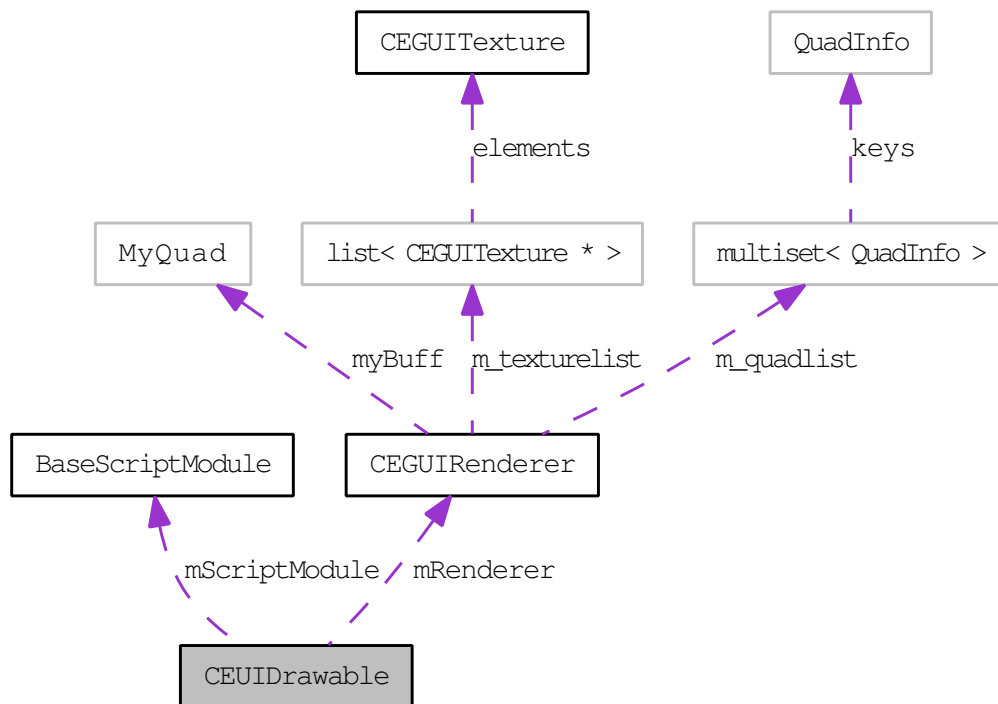 CEGUITexture
QuadInfo
elements
keys
MyQuad
list< CEGUITexture * >
multiset< QuadInfo >
myBuff
m_texturelist
m_quadlist
BaseScriptModule
CEGUIRenderer
mScriptModule
mRenderer
CEUIDrawable